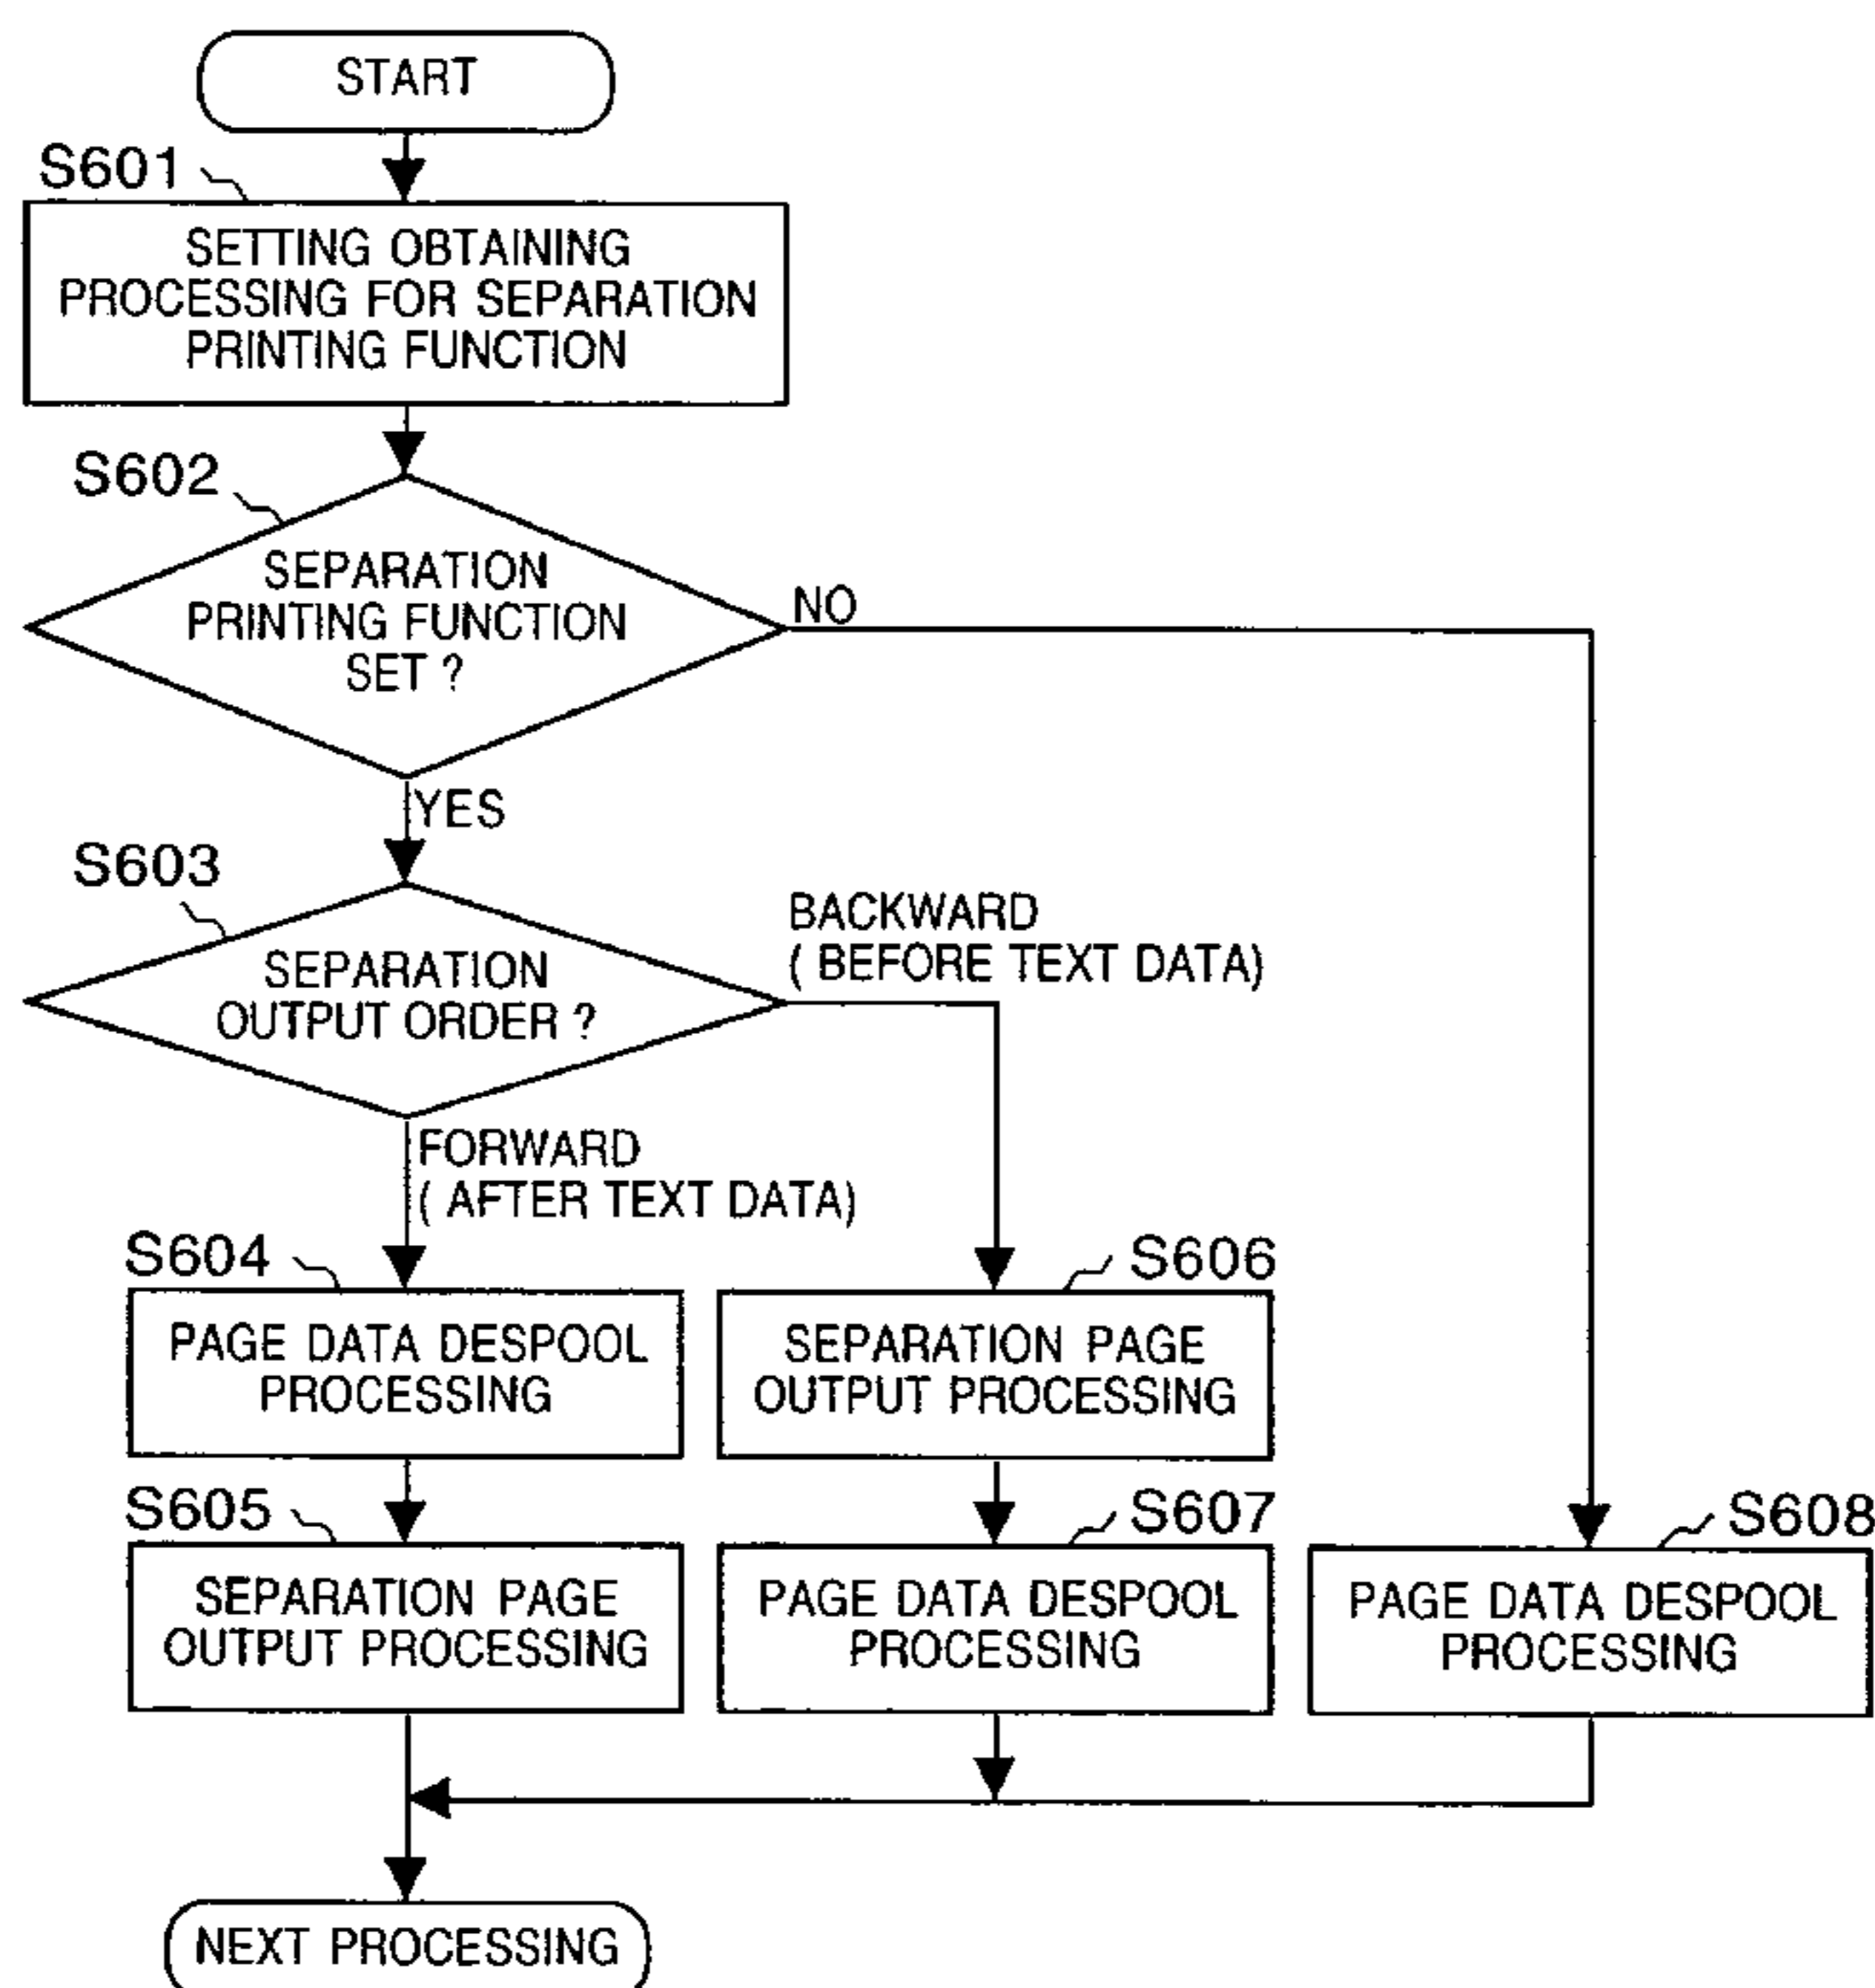 START
S601
SETTING OBTAINING
PROCESSING FOR SEPARATION
PRINTING FUNCTION
S602
SEPARATION
PRINTING FUNCTION
SET ?
NO
YES
S603
SEPARATION
OUTPUT ORDER ?
BACKWARD
( BEFORE TEXT DATA)
FORWARD
( AFTER TEXT DATA)
S604
PAGE DATA DESPOOL
PROCESSING
S606
SEPARATION PAGE
OUTPUT PROCESSING
S605
SEPARATION PAGE
OUTPUT PROCESSING
S607
PAGE DATA DESPOOL
PROCESSING
S608
PAGE DATA DESPOOL
PROCESSING
NEXT PROCESSING